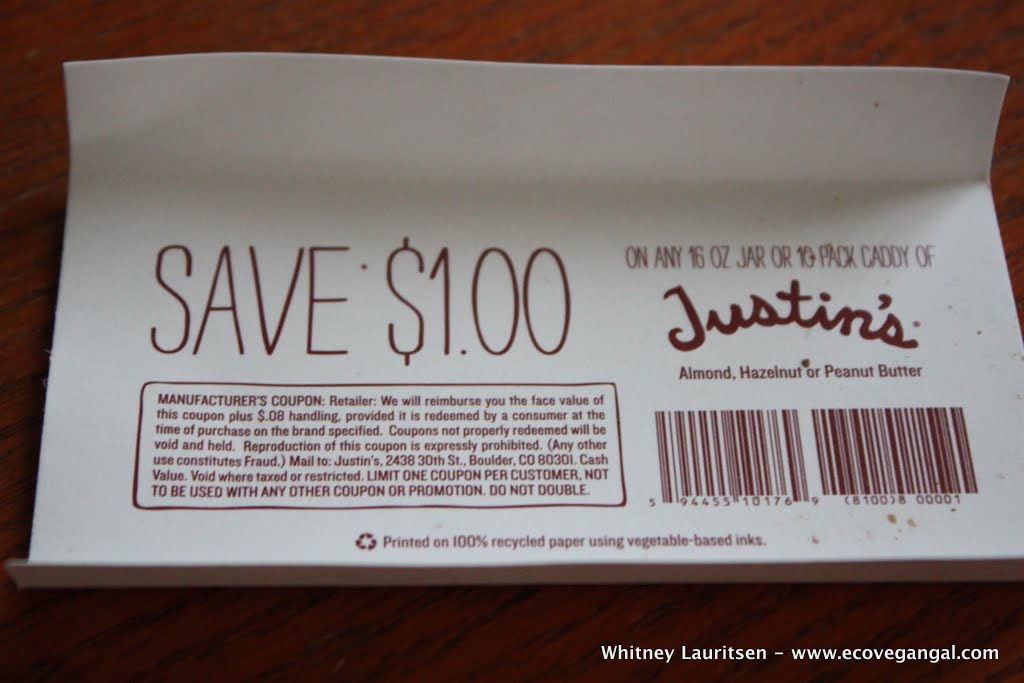 SAVE $1.00
ON ANY 16 OZ JAR OR 10 PACK CADDY OF
Justin's
Almond, Hazelnut or Peanut Butter
MANUFACTURER'S COUPON: Retailer: We will reimburse you the face value of
this coupon plus $.08 handling, provided it is redeemed by a consumer at the
time of purchase on the brand specified. Coupons not properly redeemed will be
void and held. Reproduction of this coupon is expressly prohibited. (Any other
use constitutes Fraud.) Mail to: Justin's, 2438 30th St., Boulder, CO 80301. Cash
Value. Void where taxed or restricted. LIMIT ONE COUPON PER CUSTOMER, NOT
TO BE USED WITH ANY OTHER COUPON OR PROMOTION. DO NOT DOUBLE.
5 94455 10176 9 (8100)8 00001
Printed on 100% recycled paper using vegetable-based inks.
Whitney Lauritsen - www.ecovegangal.com